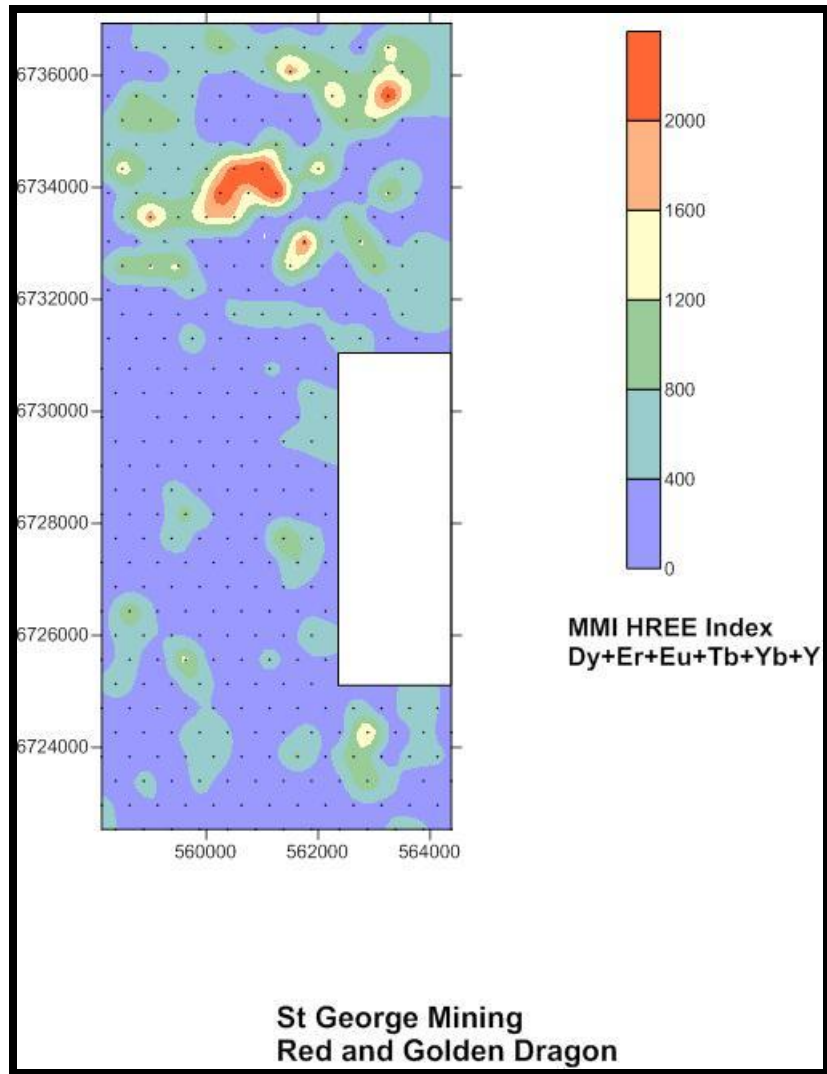 6736000
6734000
6732000
6730000
6728000
6726000
6724000
560000 562000 564000
2000
1600
1200
800
400
0
MMI HREE Index
Dy+Er+Eu+Tb+Yb+Y
St George Mining
Red and Golden Dragon